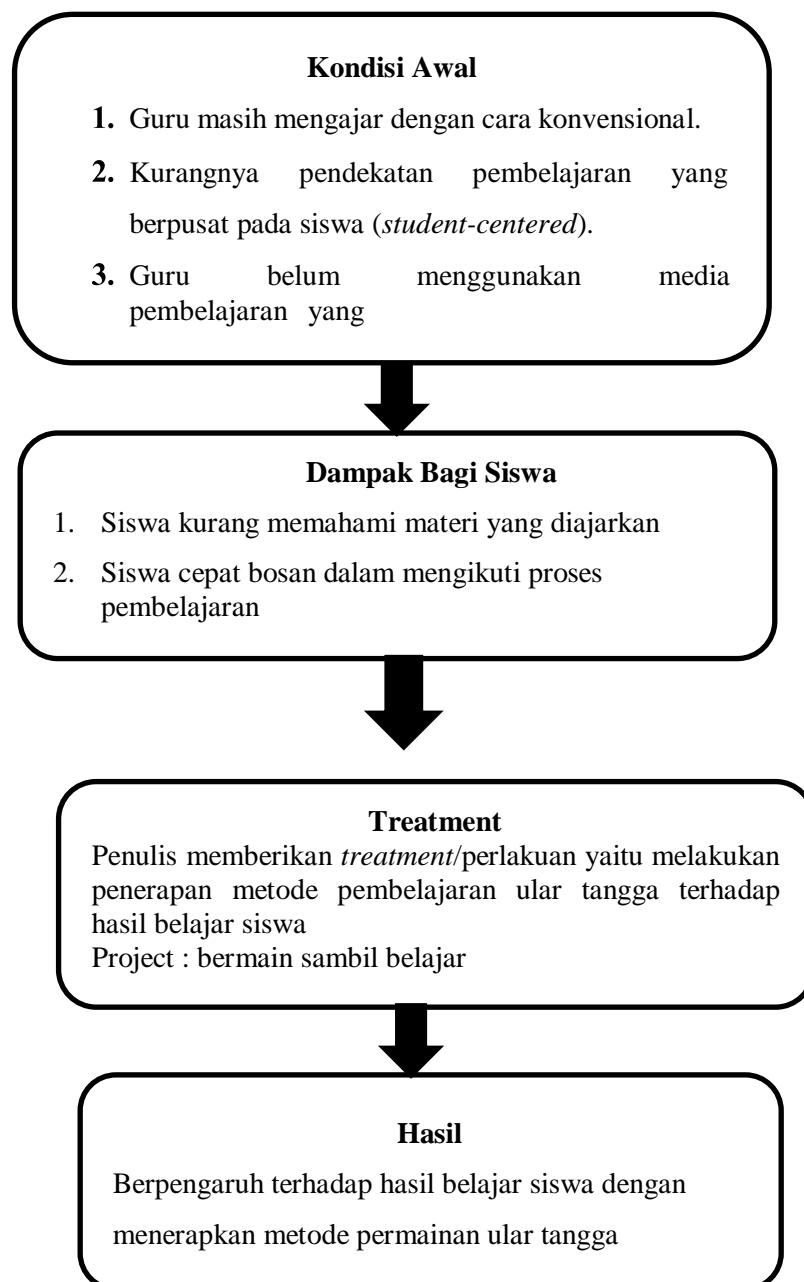 Kondisi Awal
1. Guru masih mengajar dengan cara konvensional.
2. Kurangnya pendekatan pembelajaran yang
berpusat pada siswa (student-centered).
3. Guru belum menggunakan media
pembelajaran yang
Dampak Bagi Siswa
1. Siswa kurang memahami materi yang diajarkan
2. Siswa cepat bosan dalam mengikuti proses
pembelajaran
Treatment
Penulis memberikan treatment/perlakuan yaitu melakukan
penerapan metode pembelajaran ular tangga terhadap
hasil belajar siswa
Project : bermain sambil belajar
Hasil
Berpengaruh terhadap hasil belajar siswa dengan
menerapkan metode permainan ular tangga